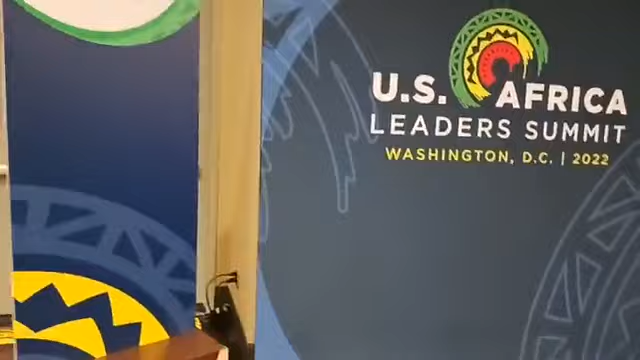 U.S. AFRICA
LEADERS SUMMIT
WASHINGTON, D.C. | 2022